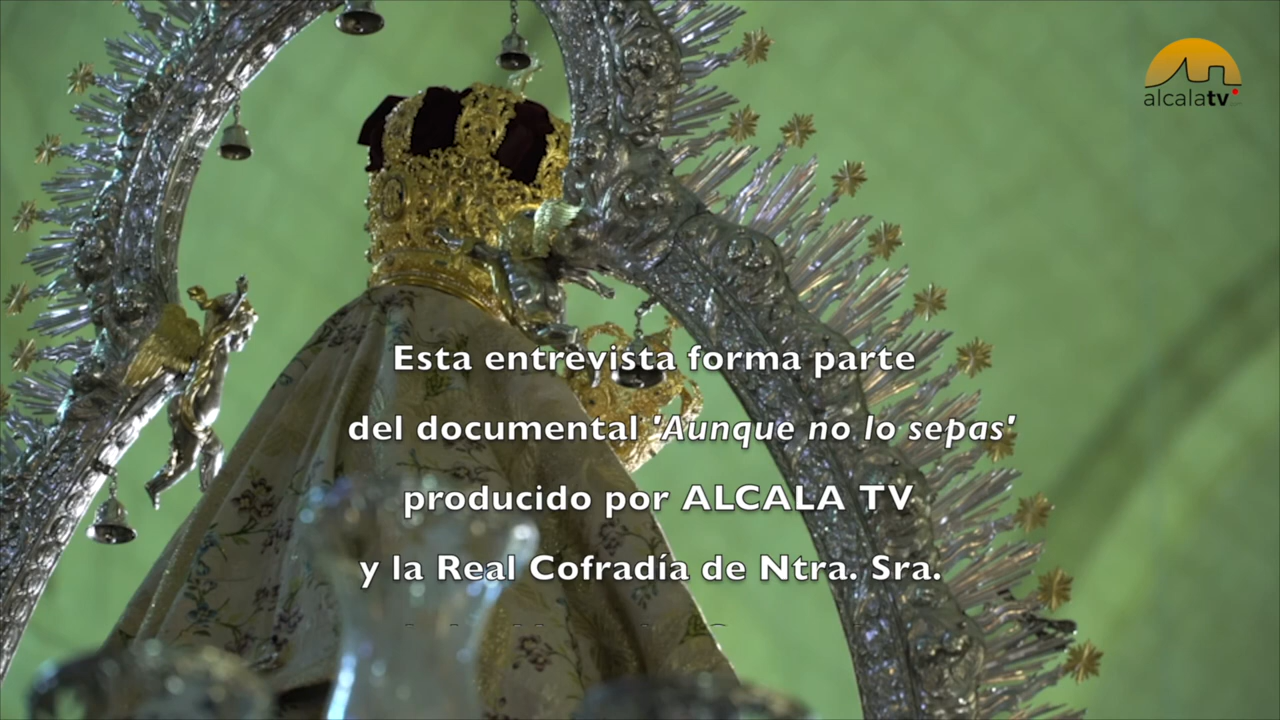 alcalatv
Esta entrevista forma parte
del documental 'Aunque no lo sepas'
producido por ALCALA TV
y la Real Cofradía de Ntra. Sra.